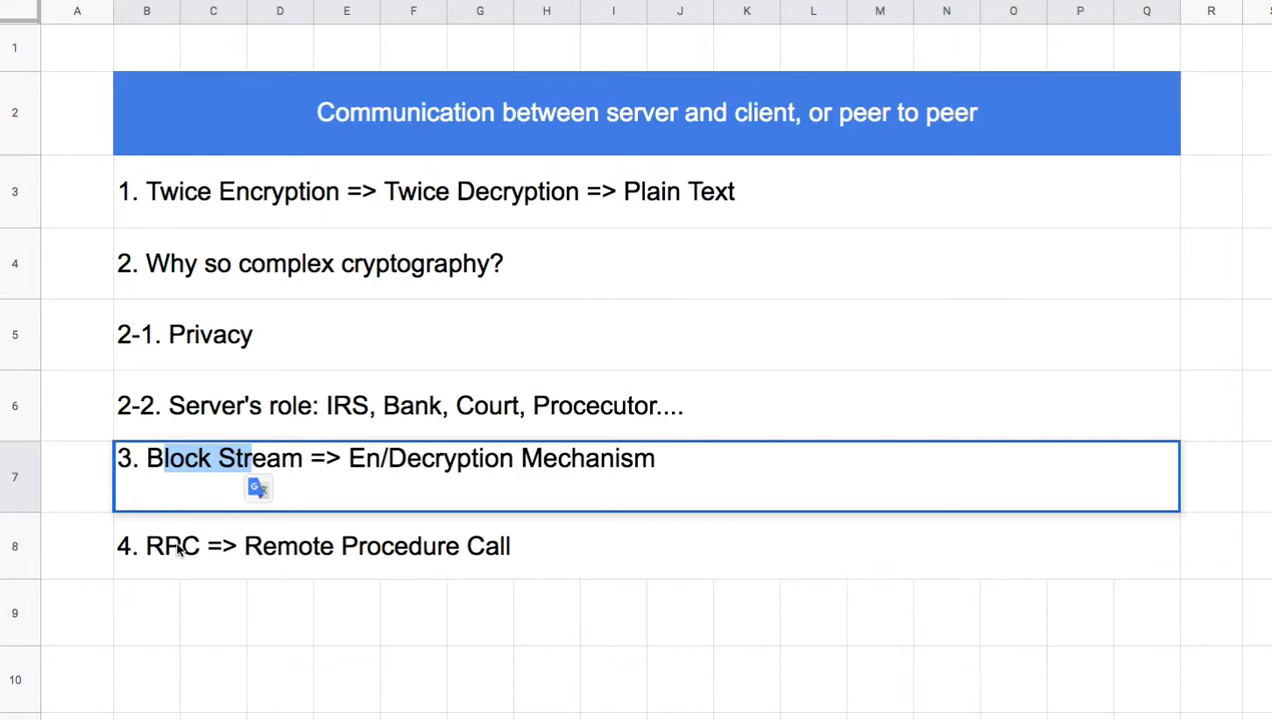 B C D E F G H I J K L M N O P Q R S
1
2 Communication between server and client, or peer to peer
3 1. Twice Encryption => Twice Decryption => Plain Text
4 2. Why so complex cryptography?
5 2-1. Privacy
6 2-2. Server's role: IRS, Bank, Court, Procecutor....
7 3. Block Stream => En/Decryption Mechanism
8 4. RPC => Remote Procedure Call
9
10